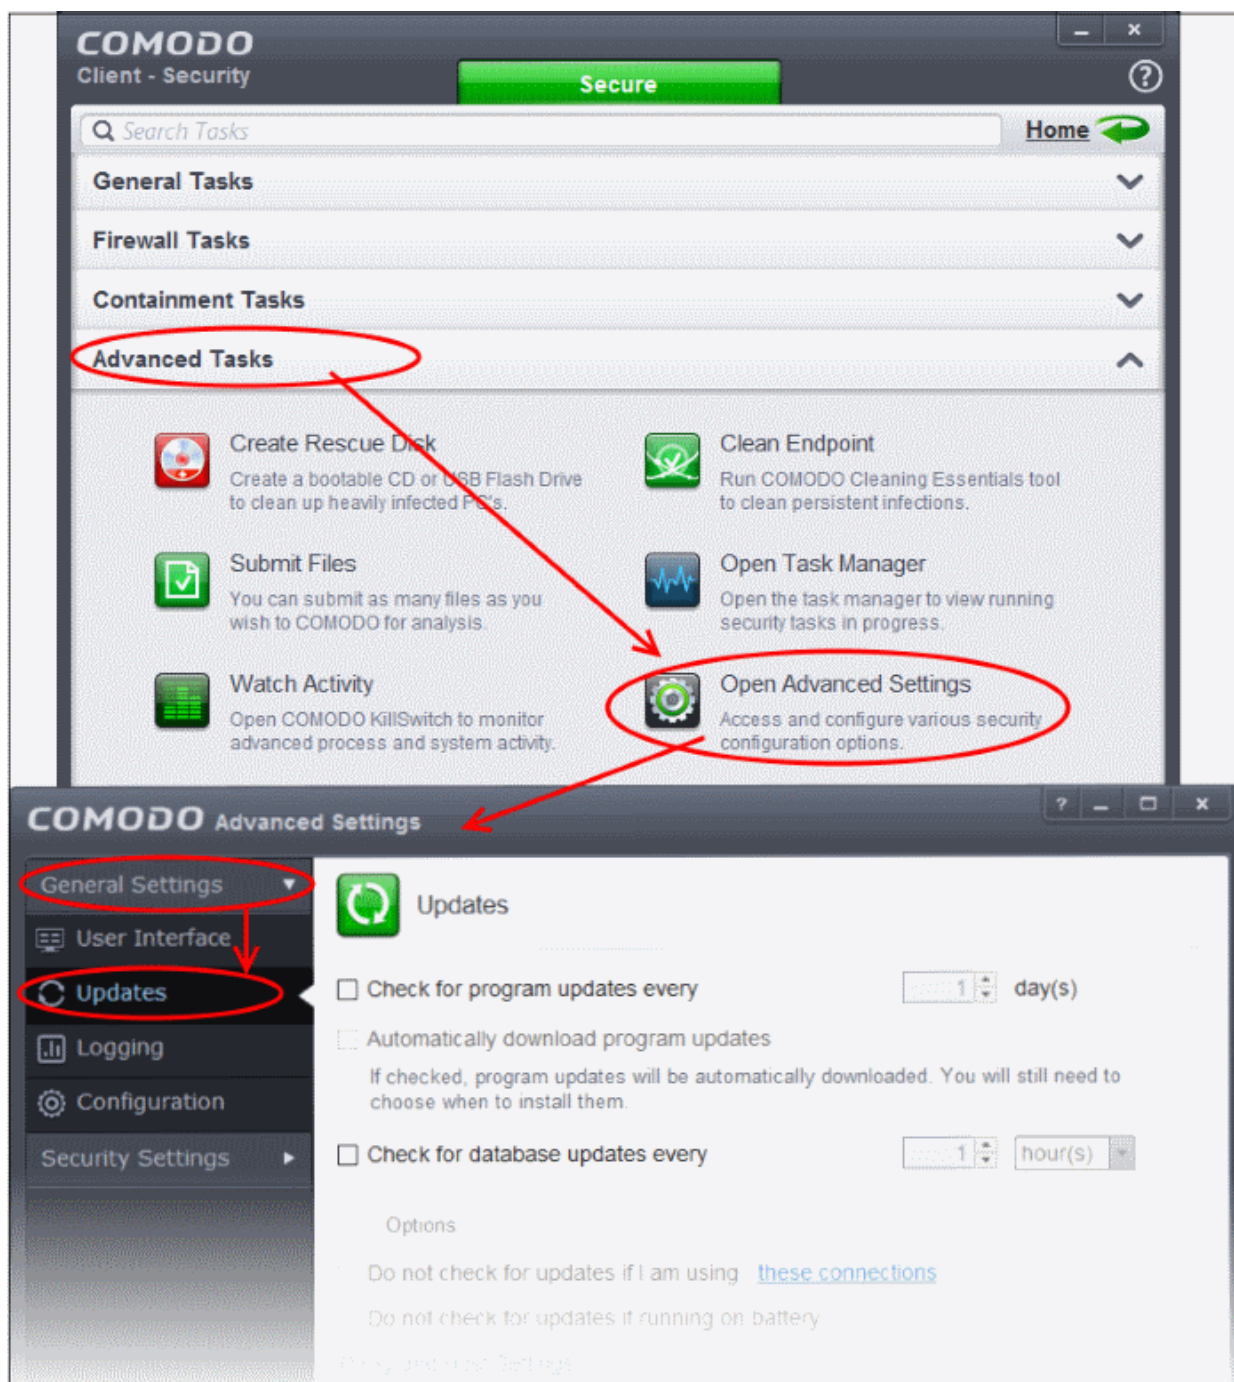 COMODO
Client - Security
Secure
?
Search Tasks
Home
General Tasks
Firewall Tasks
Containment Tasks
Advanced Tasks
Create Rescue Disk
Create a bootable CD or USB Flash Drive
to clean up heavily infected PC's.
Clean Endpoint
Run COMODO Cleaning Essentials tool
to clean persistent infections.
Submit Files
You can submit as many files as you
wish to COMODO for analysis.
Open Task Manager
Open the task manager to view running
security tasks in progress.
Watch Activity
Open COMODO KillSwitch to monitor
advanced process and system activity.
Open Advanced Settings
Access and configure various security
configuration options.
COMODO Advanced Settings
?
General Settings
User Interface
Updates
Logging
Configuration
Security Settings
Updates
Check for program updates every 1 day(s)
Automatically download program updates
If checked, program updates will be automatically downloaded. You will still need to
choose when to install them.
Check for database updates every 1 hour(s)
Options
Do not check for updates if I am using these connections
Do not check for updates if running on battery